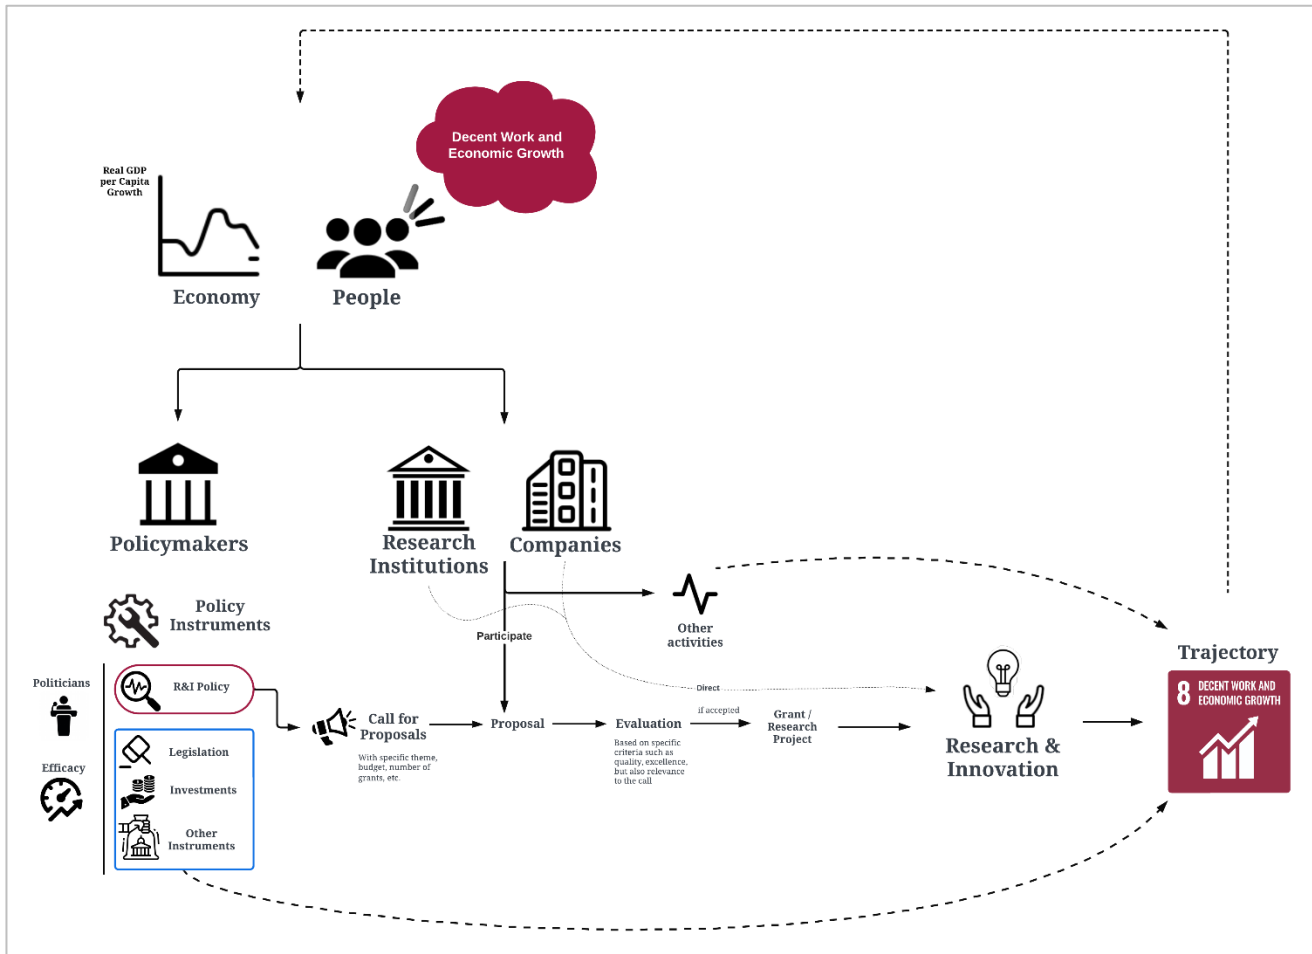 Decent Work and
Economic Growth
Real GDP
per Capita
Growth
Economy
People
Policymakers
Research
Institutions
Companies
Policy
Instruments
Other
activities
Participate
Trajectory
8 DECENT WORK AND
ECONOMIC GROWTH
Politicians
R&I Policy
Direct
if accepted
Call for
Proposals
With specific theme,
budget, number of
grants, etc.
Proposal
Evaluation
Based on specific
criteria such as
quality, excellence,
but also relevance
to the call
Grant /
Research
Project
Research &
Innovation
Efficacy
Legislation
Investments
Other
Instruments